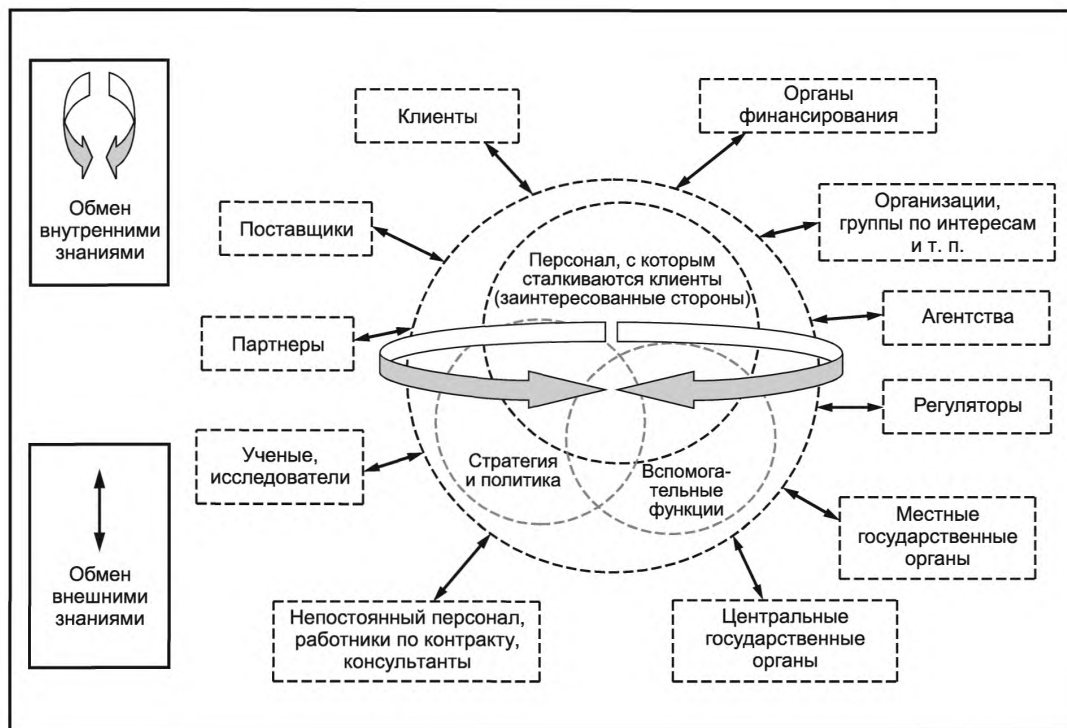 Обмен
внутренними
знаниями
Обмен
внешними
знаниями
Клиенты
Органы
финансирования
Поставщики
Организации,
группы по интересам
и т. п.
Персонал, с которым
сталкиваются клиенты
(заинтересованные стороны)
Партнеры
Агентства
Регуляторы
Ученые,
исследователи
Стратегия
и политика
Вспомога-
тельные
функции
Местные
государственные
органы
Непостоянный персонал,
работники по контракту,
консультанты
Центральные
государственные
органы